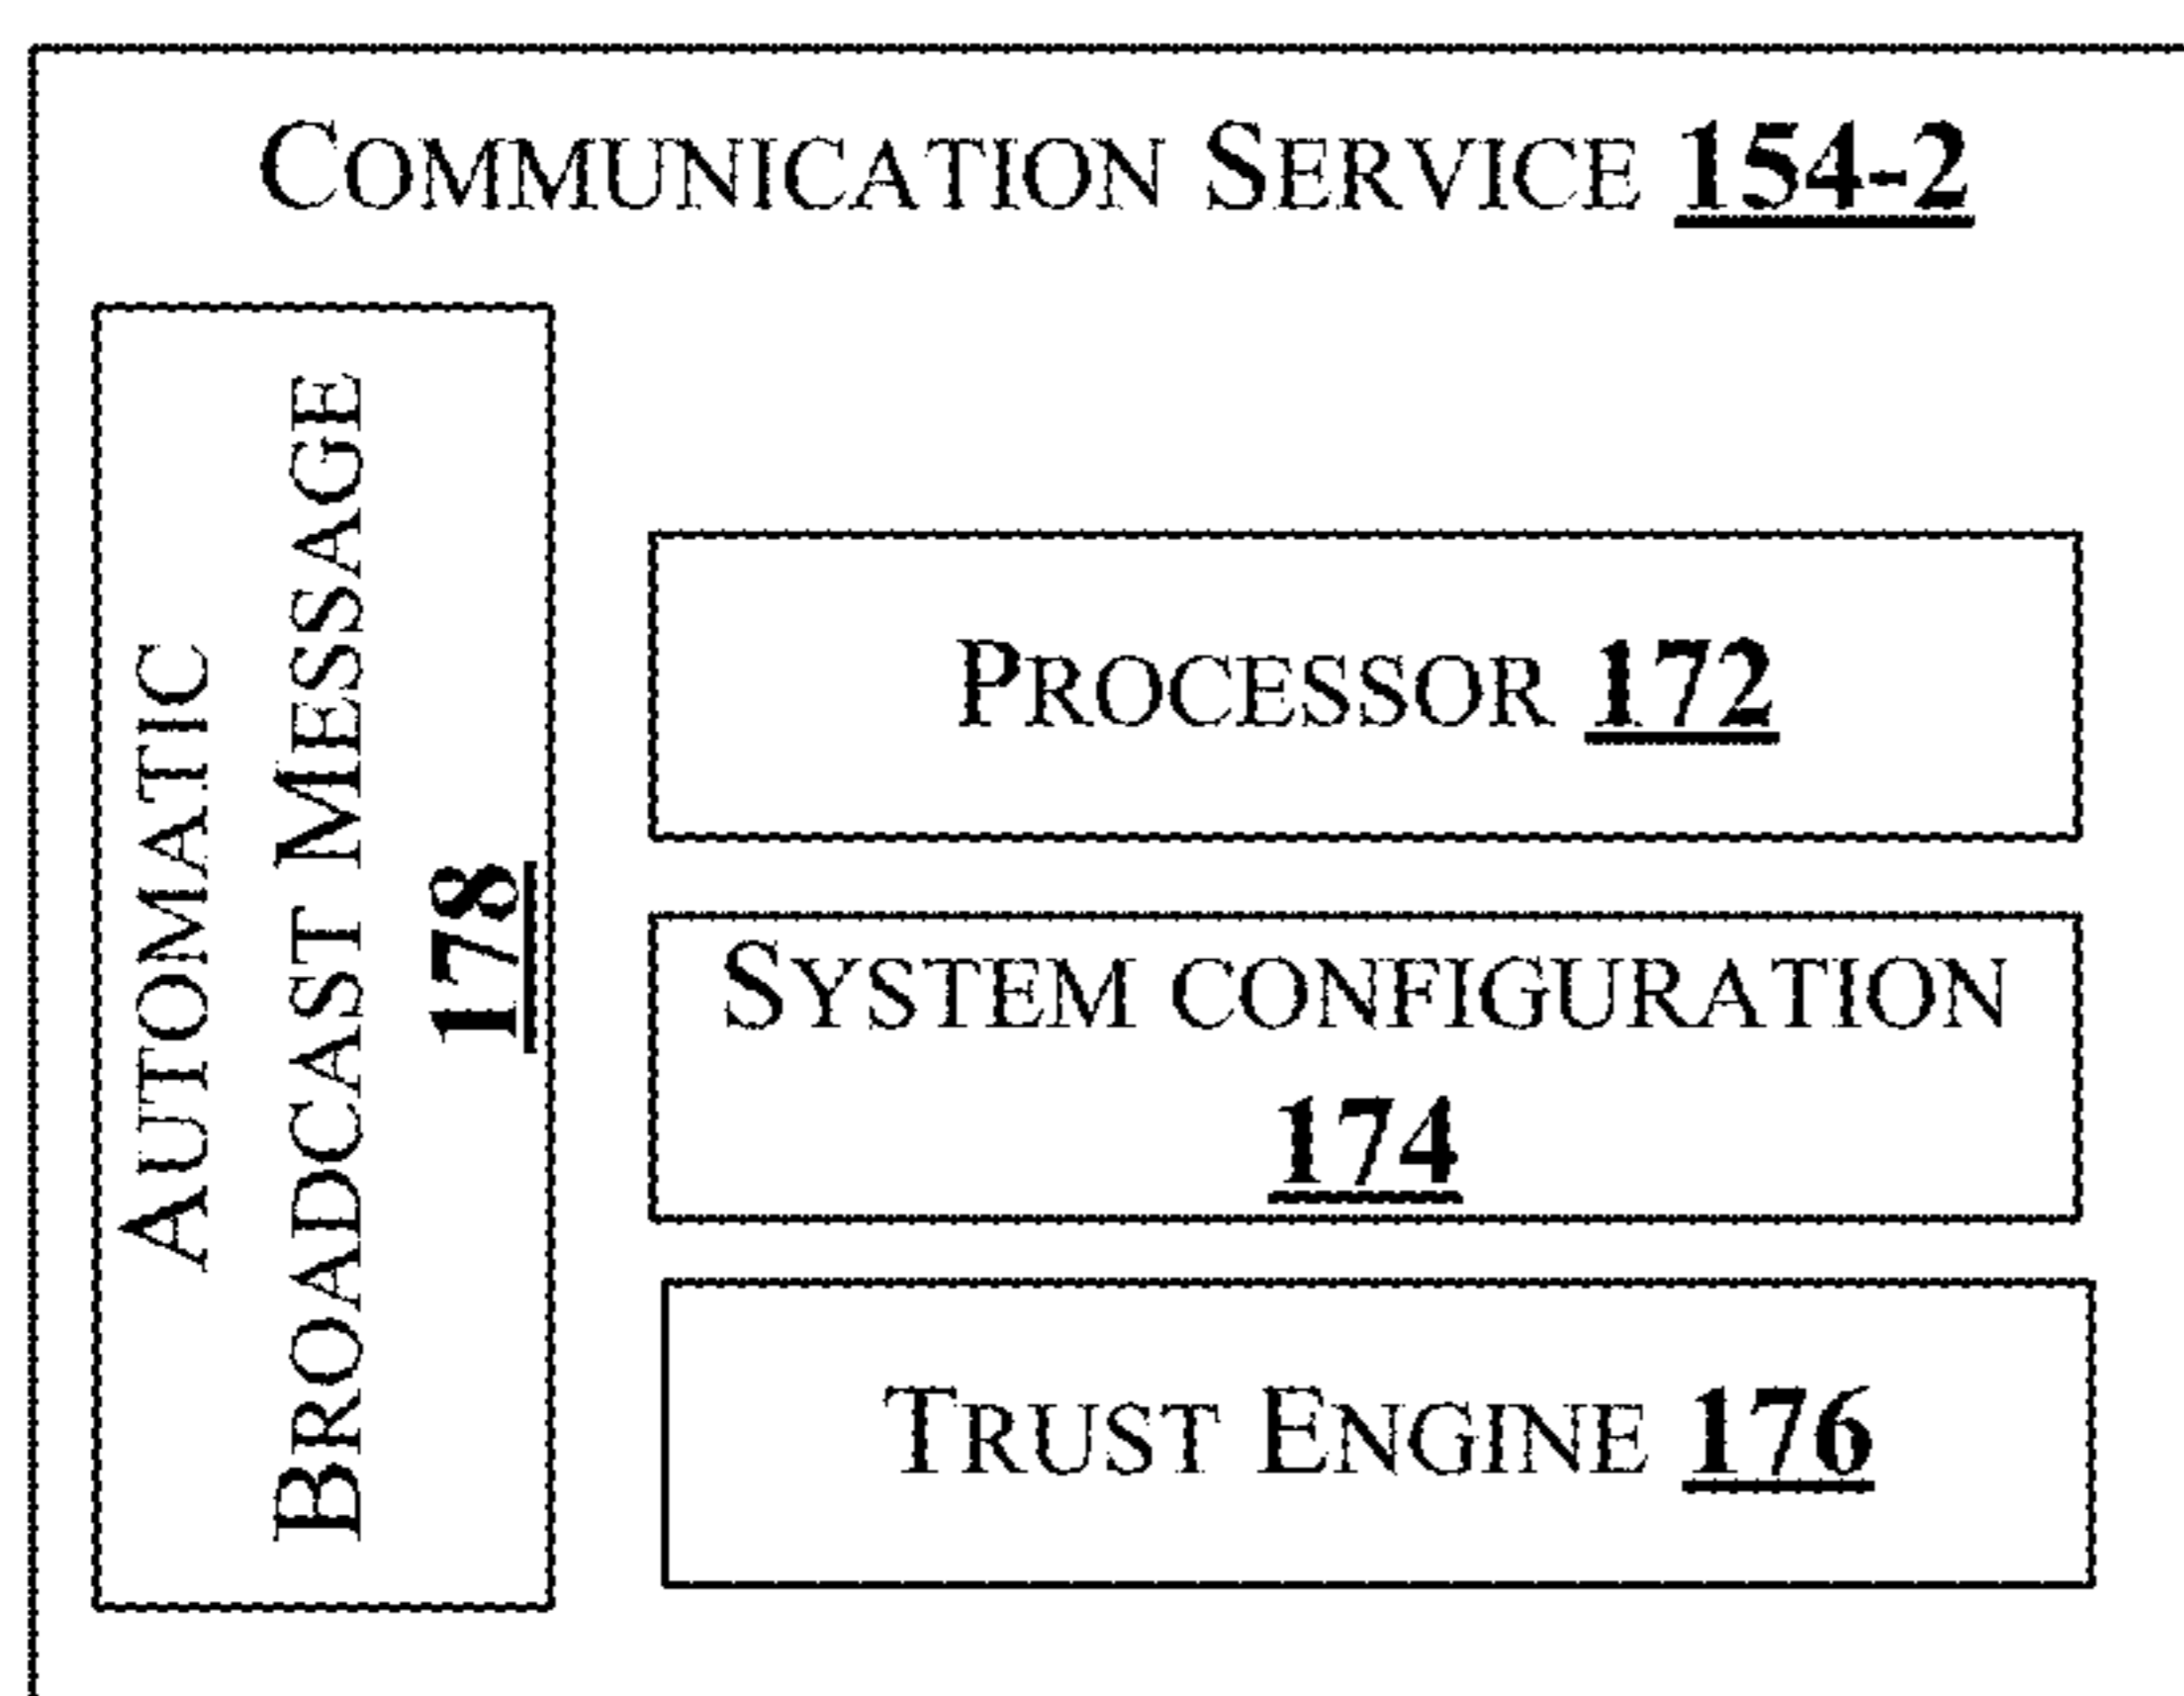 COMMUNICATION SERVICE 154-2
AUTOMATIC
BROADCAST MESSAGE
178
PROCESSOR 172
SYSTEM CONFIGURATION
174
TRUST ENGINE 176